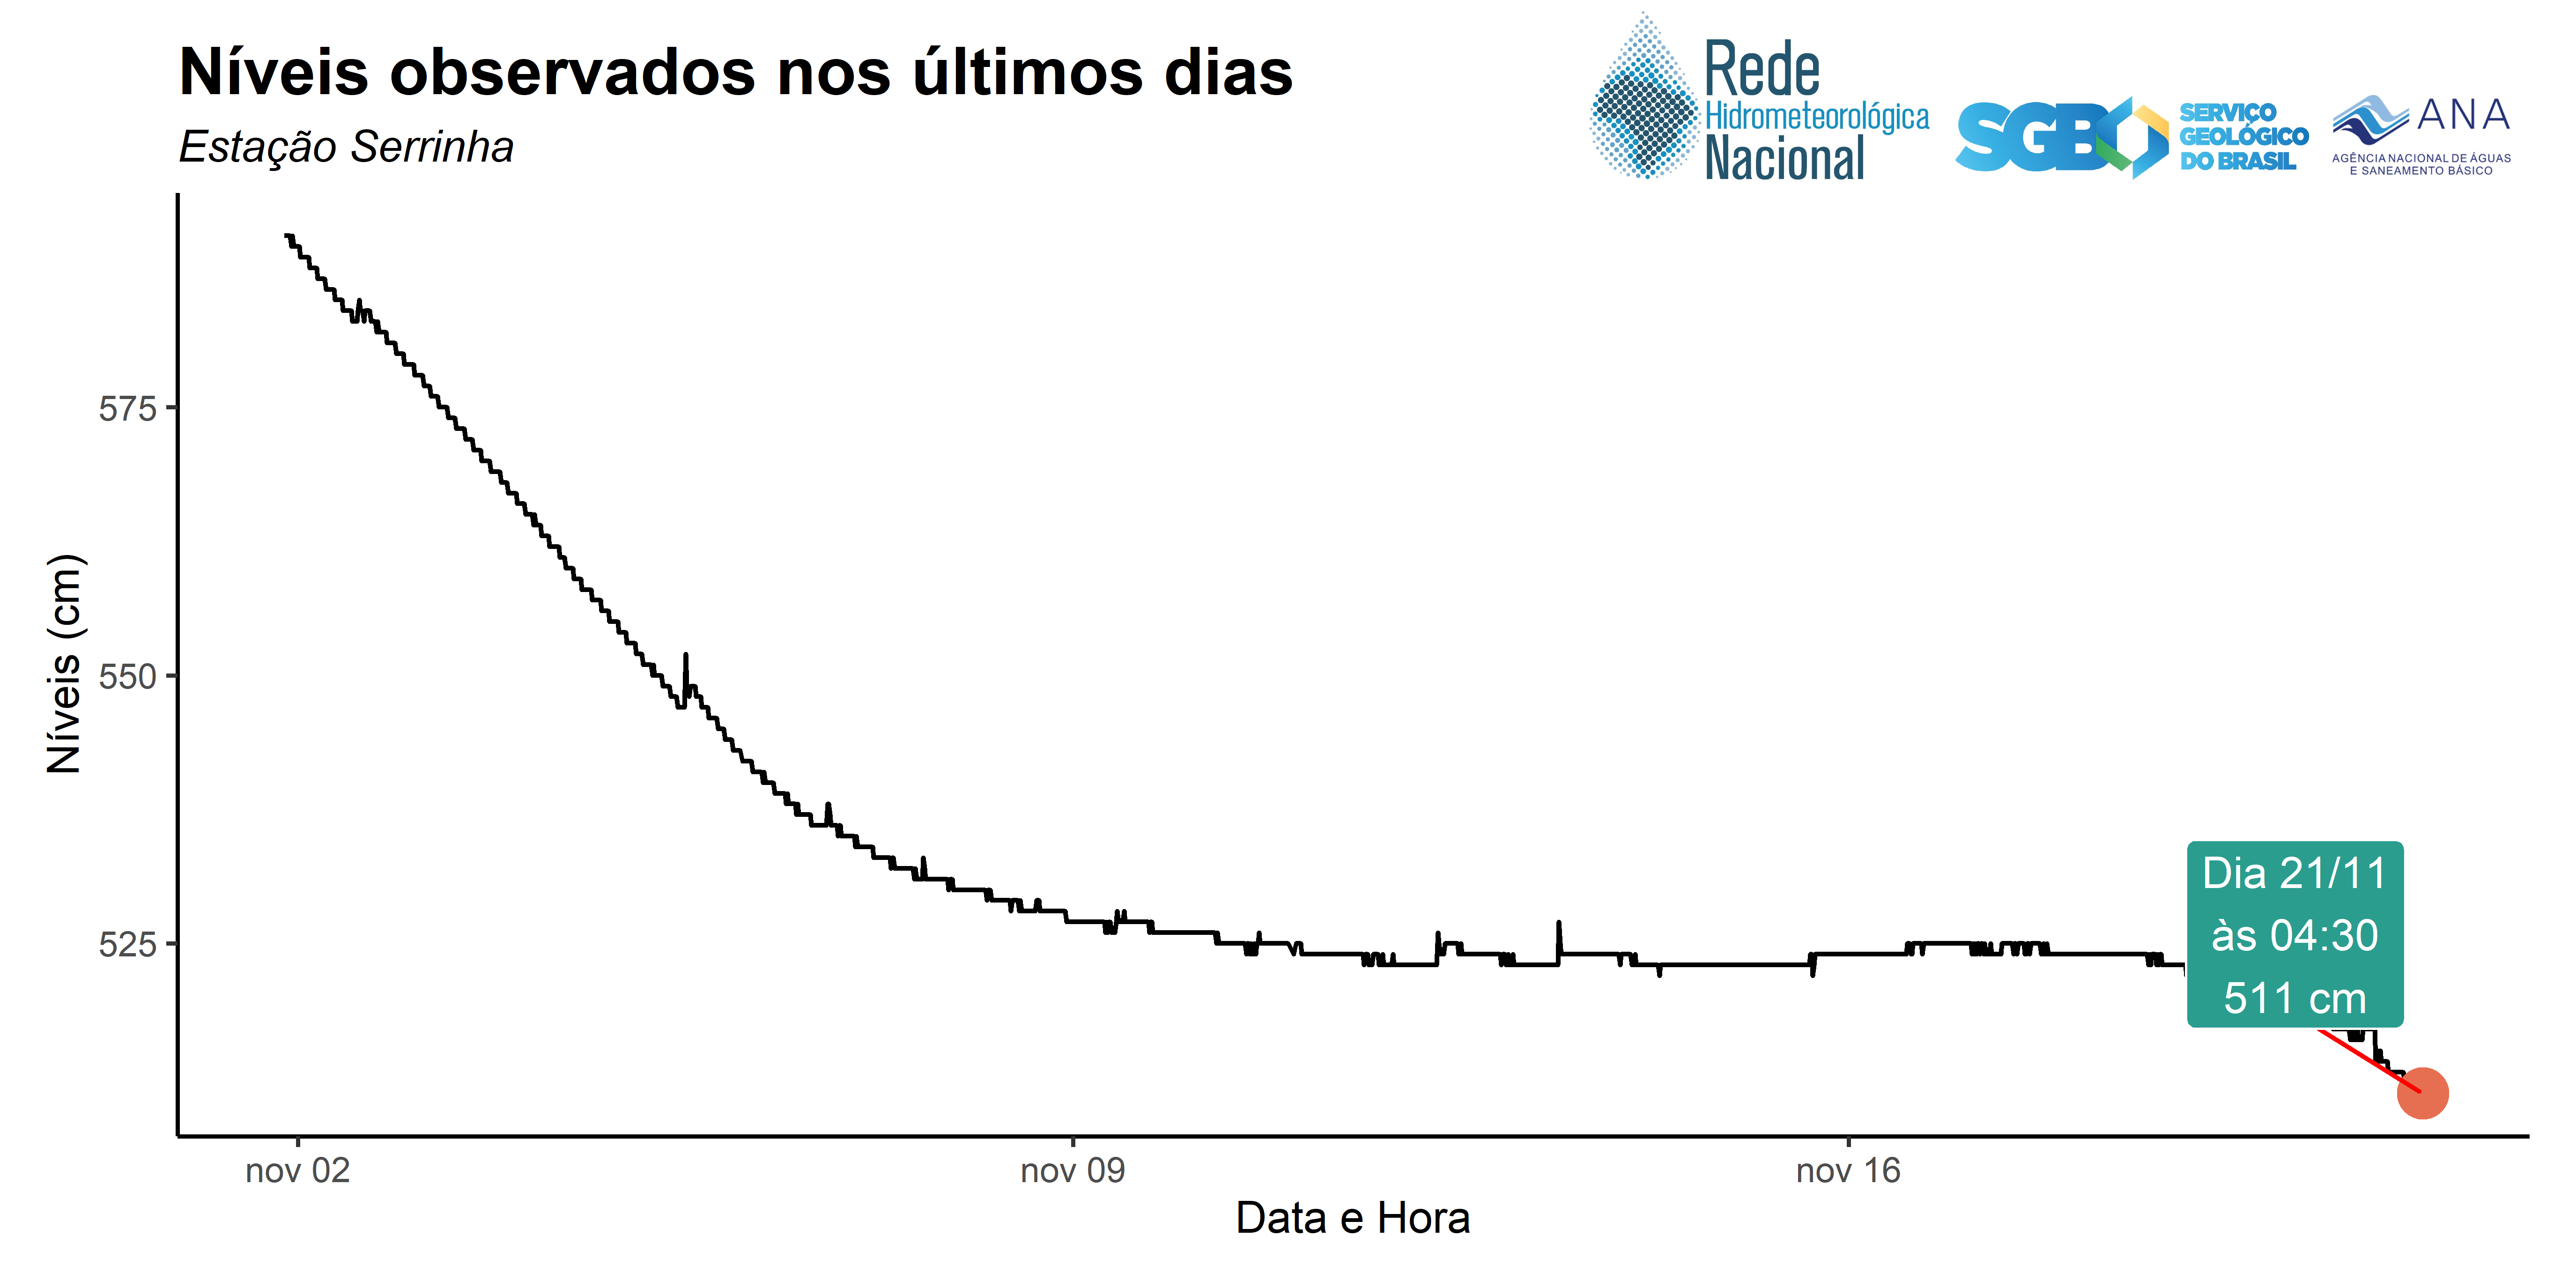 Níveis observados nos últimos dias
Estação Serrinha
Rede
Hidrometeorológica
Nacional
SGB
SERVIÇO
GEOLÓGICO
DO BRASIL
ANA
AGÊNCIA NACIONAL DE ÁGUAS
E SANEAMENTO BÁSICO
Níveis (cm)
575
550
525
Dia 21/11
às 04:30
511 cm
nov 02
nov 09
nov 16
Data e Hora